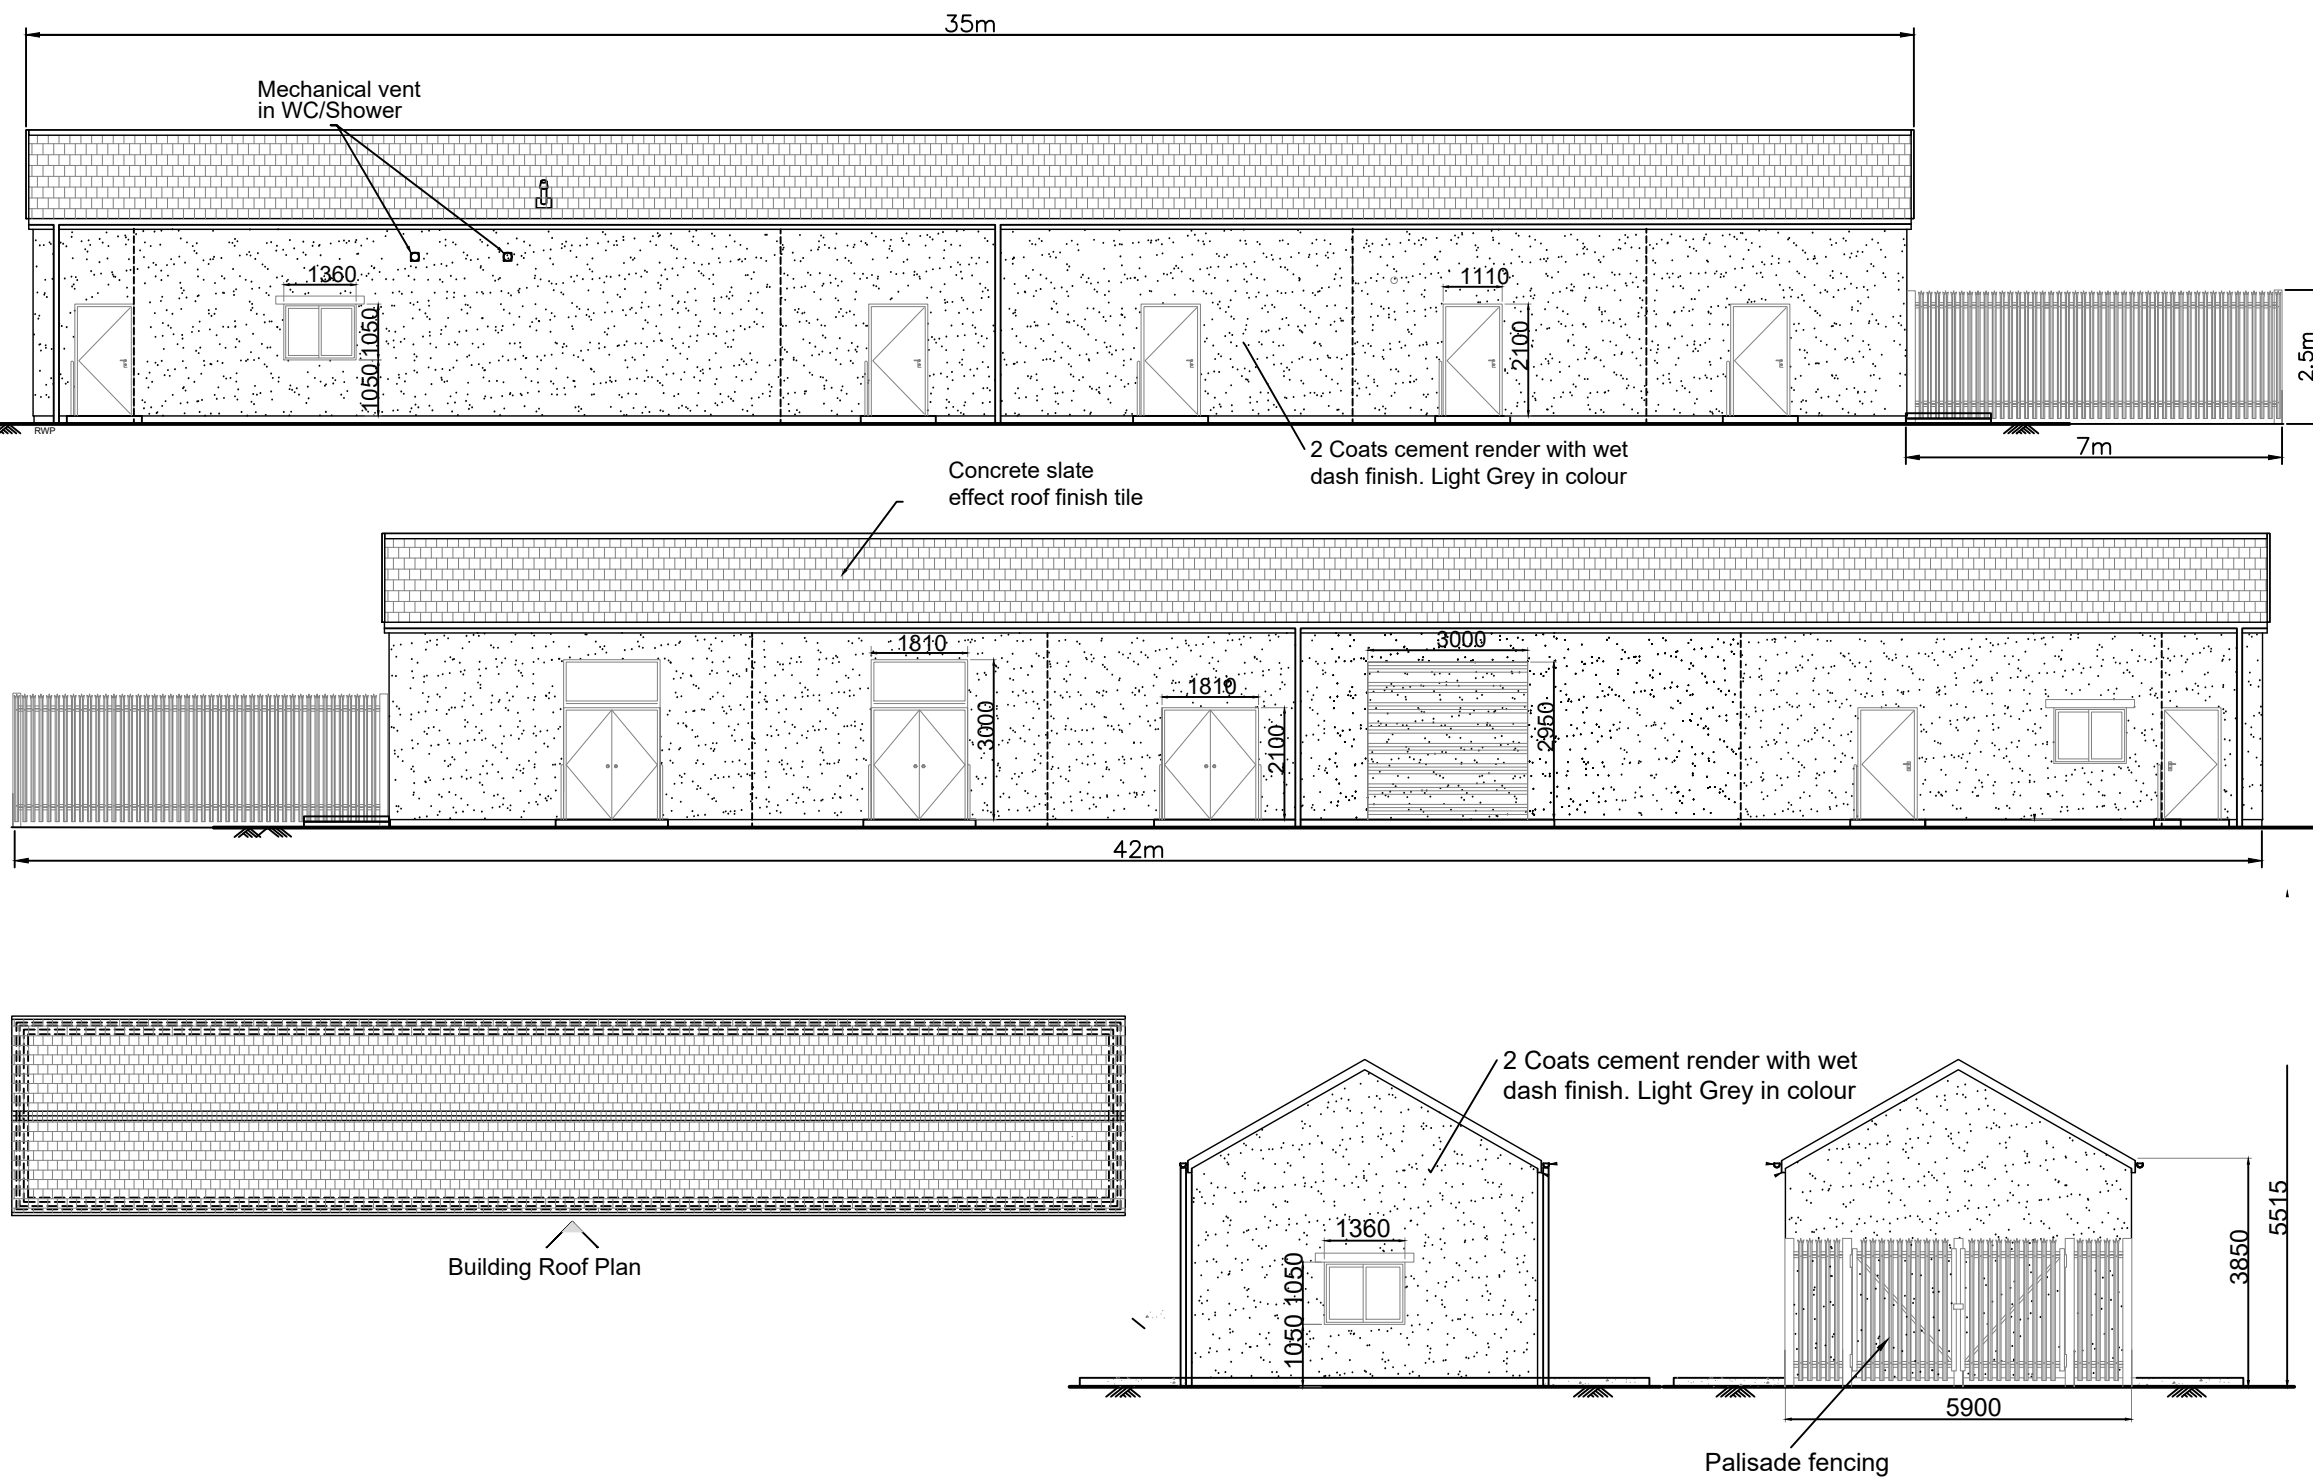 35m
Mechanical vent
in WC/Shower
1360
1050
1050
1110
2100
2.5m
RWP
7m
2 Coats cement render with wet
dash finish. Light Grey in colour
Concrete slate
effect roof finish tile
1810
3000
1810
2100
3000
2950
42m
Building Roof Plan
2 Coats cement render with wet
dash finish. Light Grey in colour
1360
1050
1050
3850
5515
5900
Palisade fencing